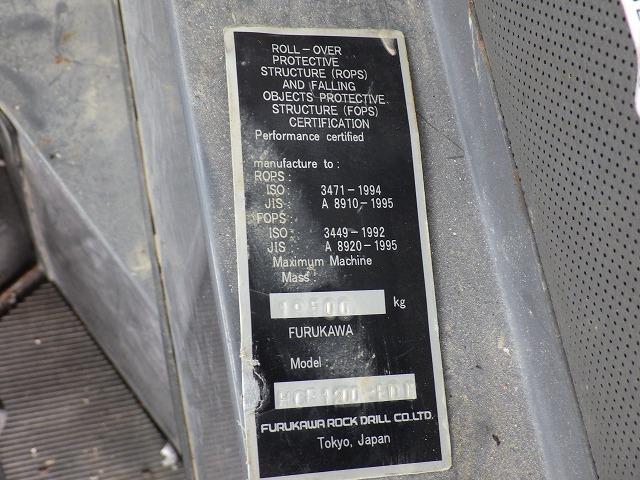 ROLL-OVER
PROTECTIVE
STRUCTURE (ROPS)
AND FALLING
OBJECTS PROTECTIVE
STRUCTURE (FOPS)
CERTIFICATION
Performance certified
manufacture to :
ROPS :
ISO : 3471-1994
JIS : A 8910-1995
FOPS :
ISO : 3449-1992
JIS : A 8920-1995
Maximum Machine
Mass :
kg
FURUKAWA
Model :
FURUKAWA ROCK DRILL CO.LTD.
Tokyo, Japan